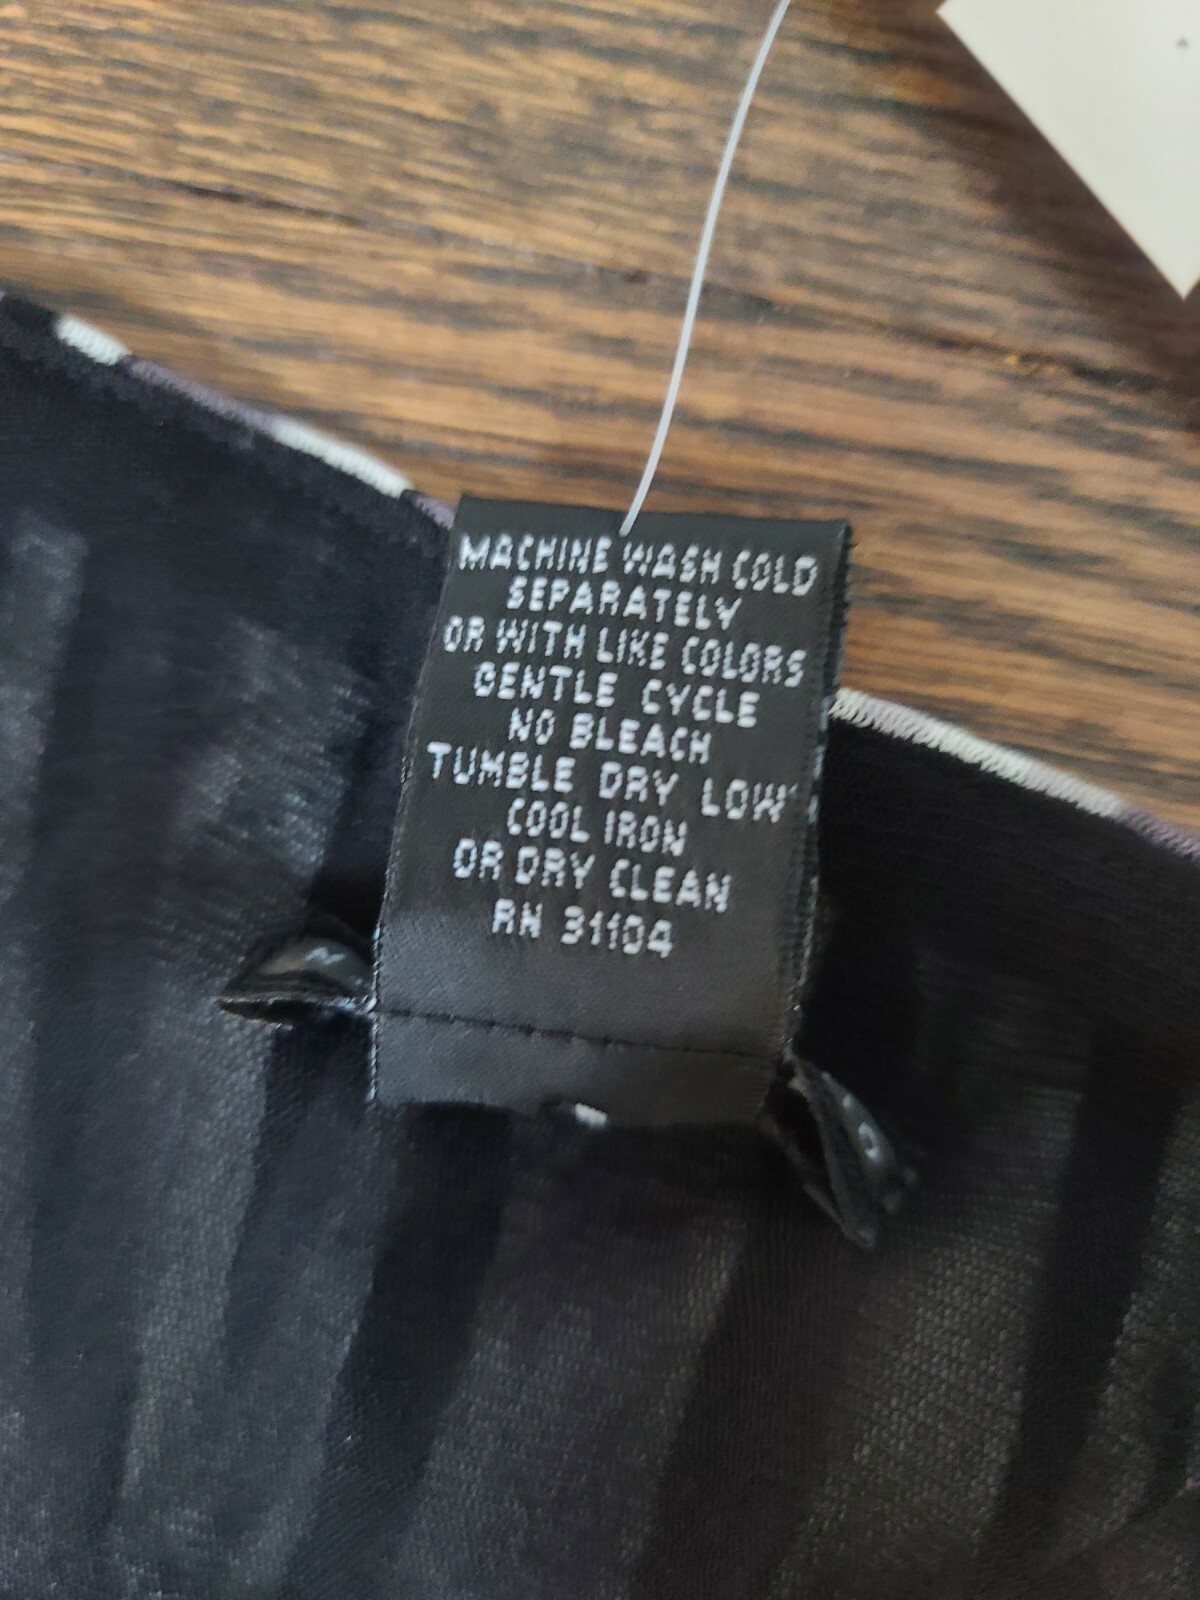 MACHINE WASH COLD
SEPARATELY
OR WITH LIKE COLORS
GENTLE CYCLE
NO BLEACH
TUMBLE DRY LOW
COOL IRON
OR DRY CLEAN
RN 31104